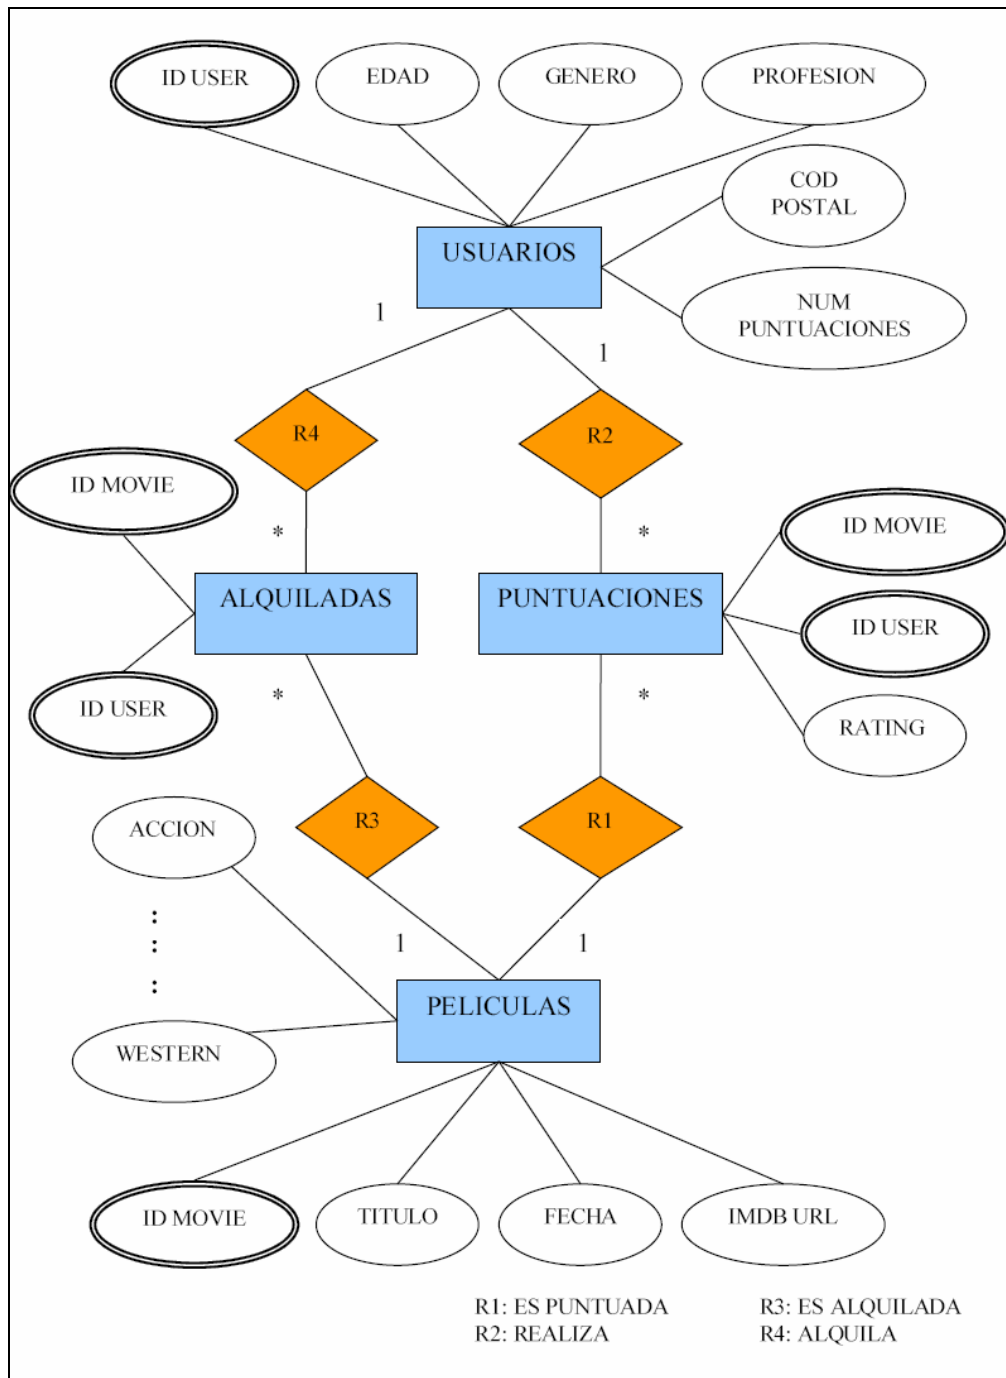 ID USER
EDAD
GENERO
PROFESION
COD
POSTAL
USUARIOS
NUM
PUNTUACIONES
1
1
R4
R2
ID MOVIE
*
*
ID MOVIE
ALQUILADAS
PUNTUACIONES
ID USER
ID USER
*
*
RATING
ACCION
R3
R1
:
:
:
1
1
PELICULAS
WESTERN
ID MOVIE
TITULO
FECHA
IMDB URL
R1: ES PUNTUADA
R3: ES ALQUILADA
R2: REALIZA
R4: ALQUILA